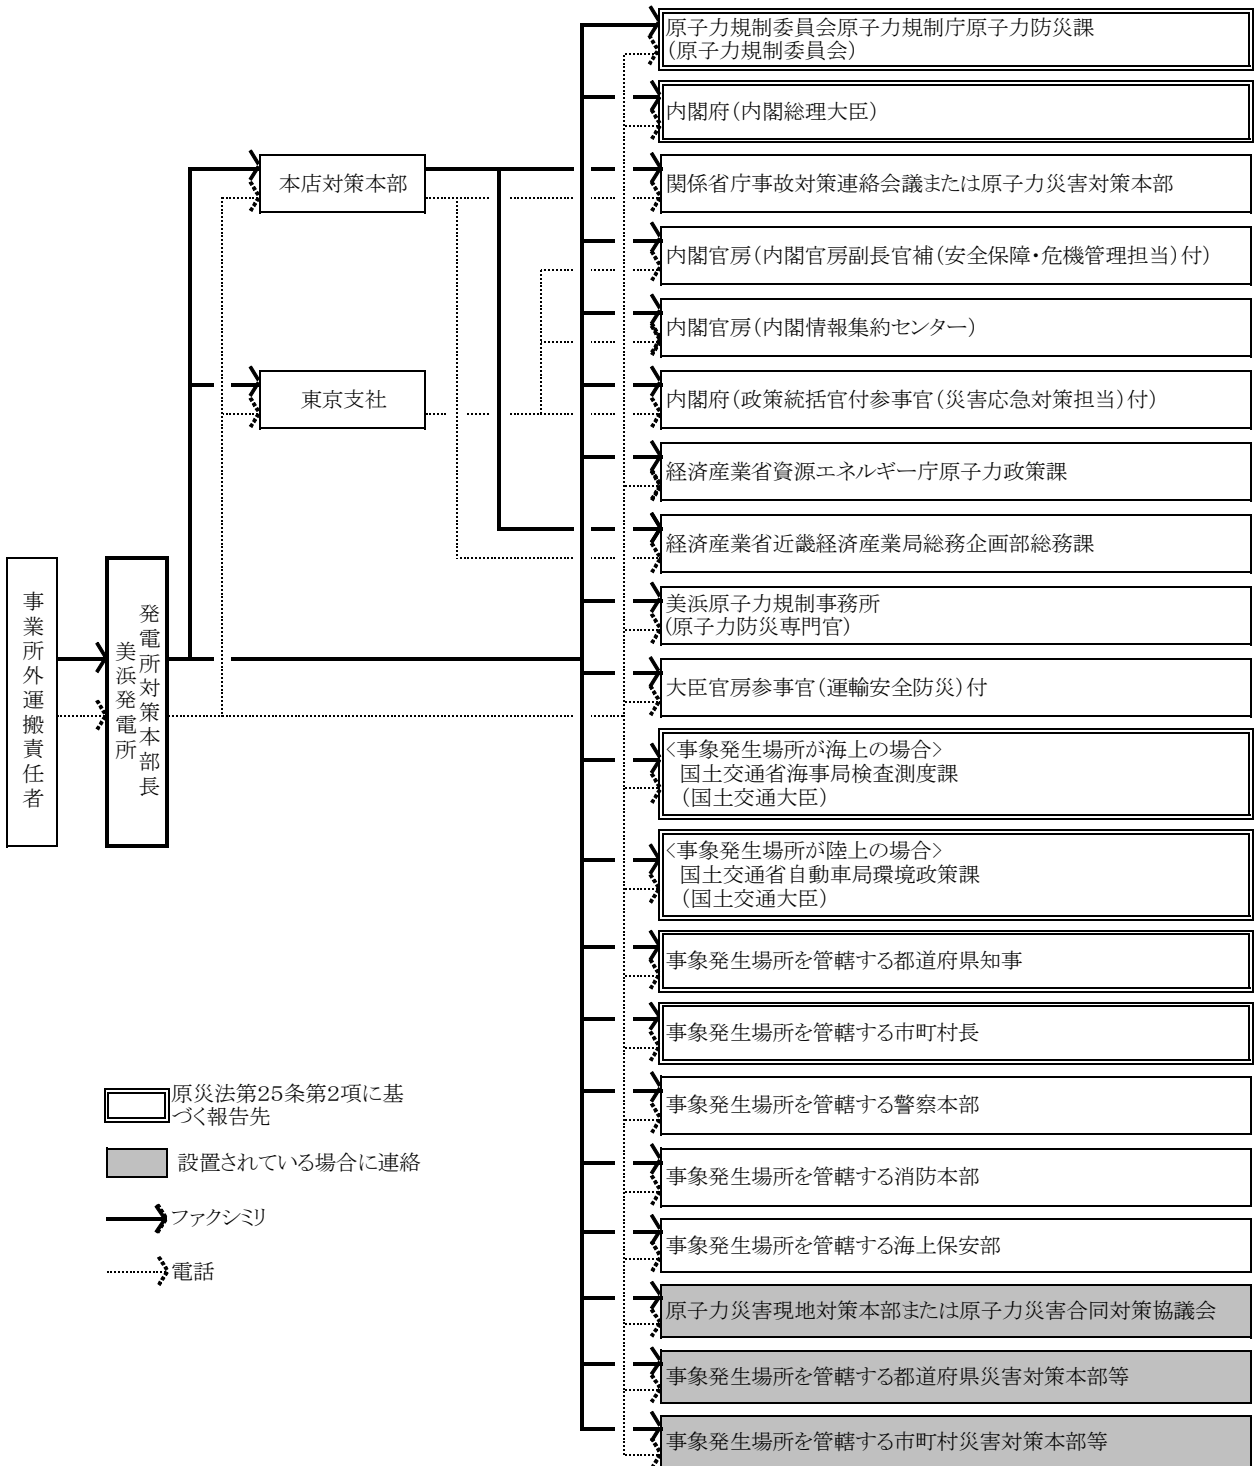 原子力規制委員会原子力規制庁原子力防災課
(原子力規制委員会)
内閣府(内閣総理大臣)
本店対策本部
関係省庁事故対策連絡会議または原子力災害対策本部
内閣官房(内閣官房副長官補(安全保障・危機管理担当)付)
内閣官房(内閣情報集約センター)
東京支社
内閣府(政策統括官付参事官(災害応急対策担当)付)
経済産業省資源エネルギー庁原子力政策課
経済産業省近畿経済産業局総務企画部総務課
事業所外運搬責任者
発電所対策本部長
美浜発電所
美浜原子力規制事務所
(原子力防災専門官)
大臣官房参事官(運輸安全防災)付
<事象発生場所が海上の場合>
国土交通省海事局検査測度課
(国土交通大臣)
<事象発生場所が陸上の場合>
国土交通省自動車局環境政策課
(国土交通大臣)
事象発生場所を管轄する都道府県知事
事象発生場所を管轄する市町村長
事象発生場所を管轄する警察本部
事象発生場所を管轄する消防本部
事象発生場所を管轄する海上保安部
原子力災害現地対策本部または原子力災害合同対策協議会
事象発生場所を管轄する都道府県災害対策本部等
事象発生場所を管轄する市町村災害対策本部等
原災法第25条第2項に基
づく報告先
設置されている場合に連絡
ファクシミリ
電話